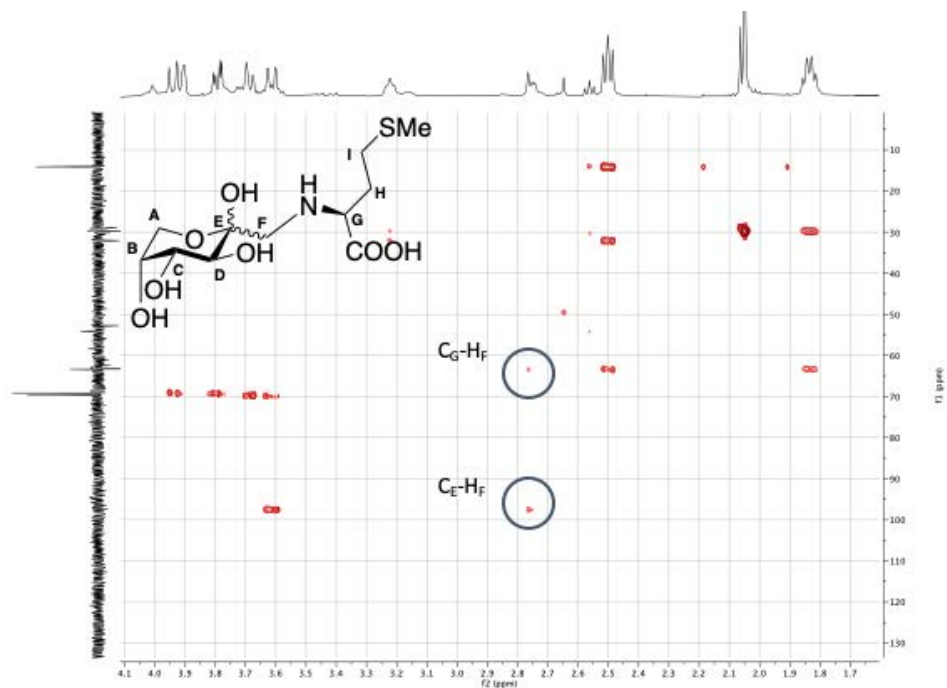 SMe
I
H
H
N
OH
A
E
F
G
O
B
HO
COOH
D
C
OH
OH
C_G-H_F
C_E-H_F
10
20
30
40
50
60
70
80
90
100
110
120
130
f1 (ppm)
4.1 4.0 3.9 3.8 3.7 3.6 3.5 3.4 3.3 3.2 3.1 3.0 2.9 2.8 2.7 2.6 2.5 2.4 2.3 2.2 2.1 2.0 1.9 1.8 1.7
f2 (ppm)